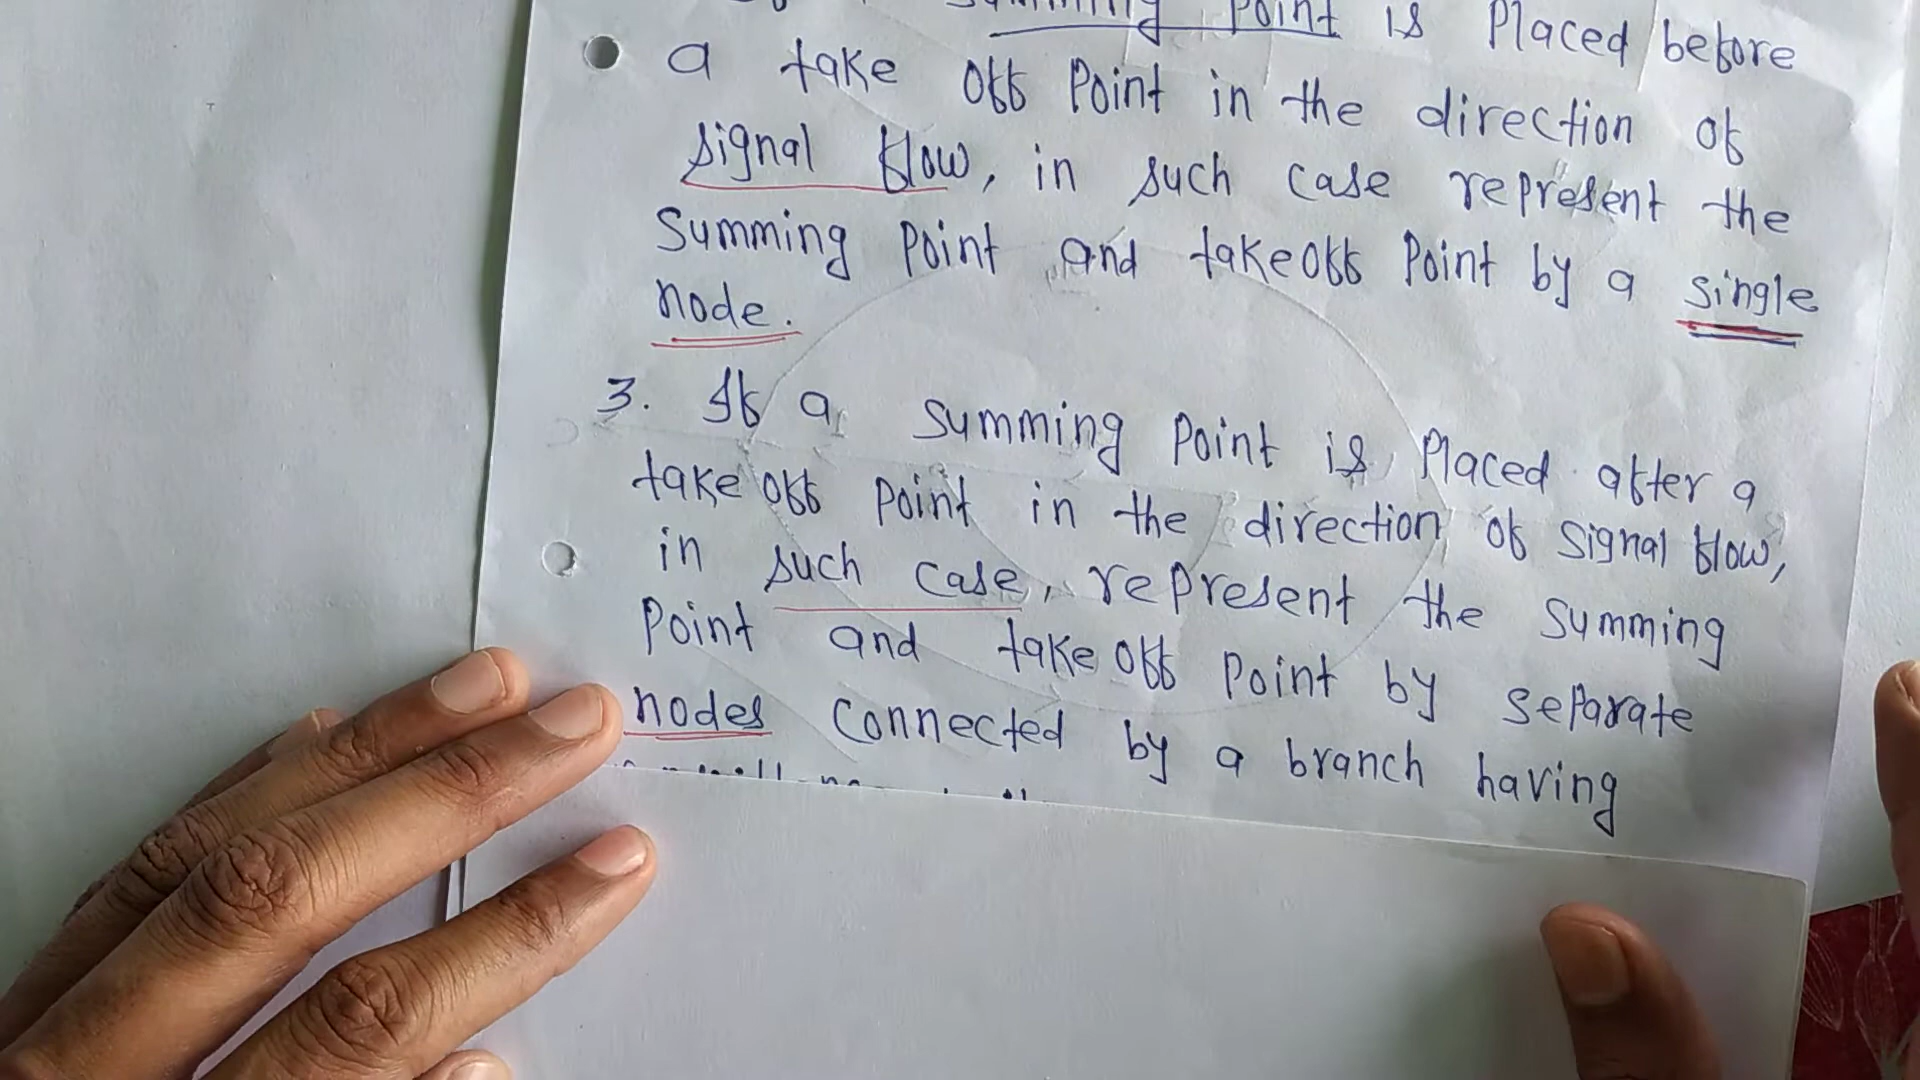 summing Point is Placed before
a take off Point in the direction of
signal flow, in such case represent the
Summing Point and takeoff Point by a single
node.
3. If a summing Point is Placed after a
take off Point in the direction of signal flow,
in such case, represent the summing
Point and take off Point by separate
nodes connected by a branch having